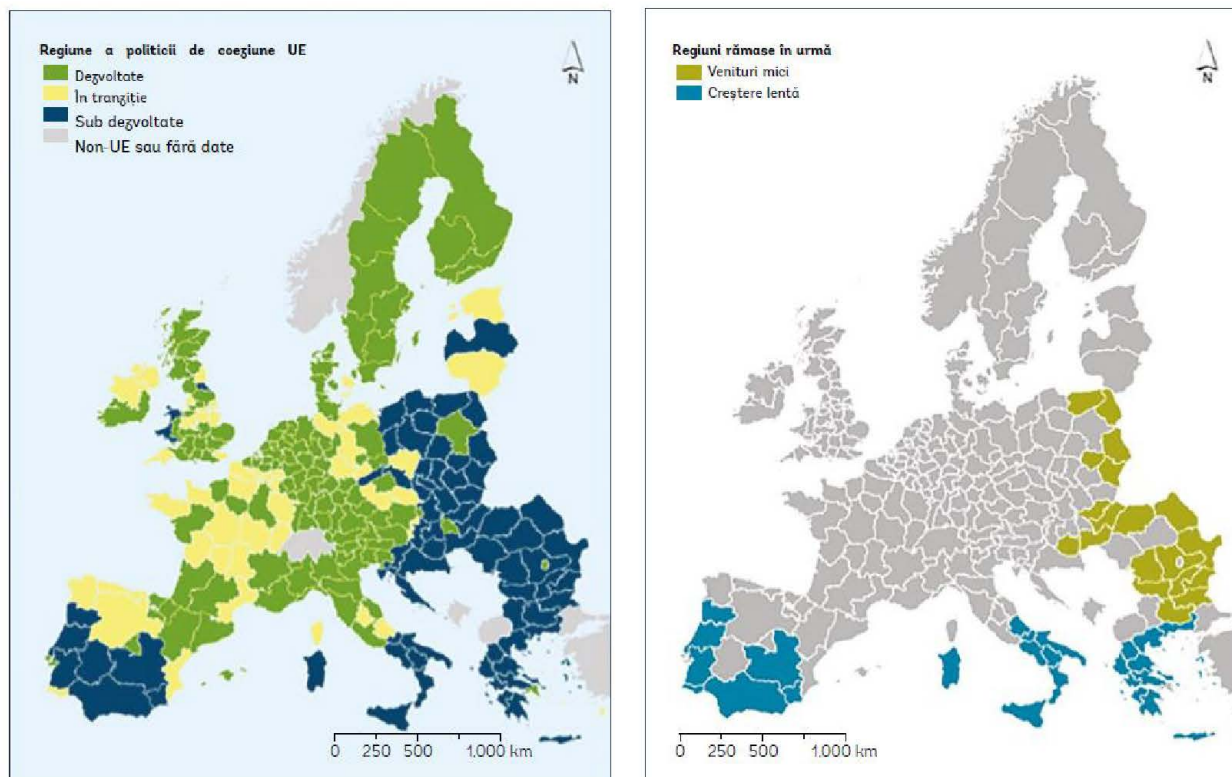 Regiune a politicii de coeziune UE
Dezvoltate
În tranziție
Sub dezvoltate
Non-UE sau fără date
N
0 250 500 1.000 km
Regiuni rămase în urmă
Venituri mici
Creștere lentă
N
0 250 500 1.000 km